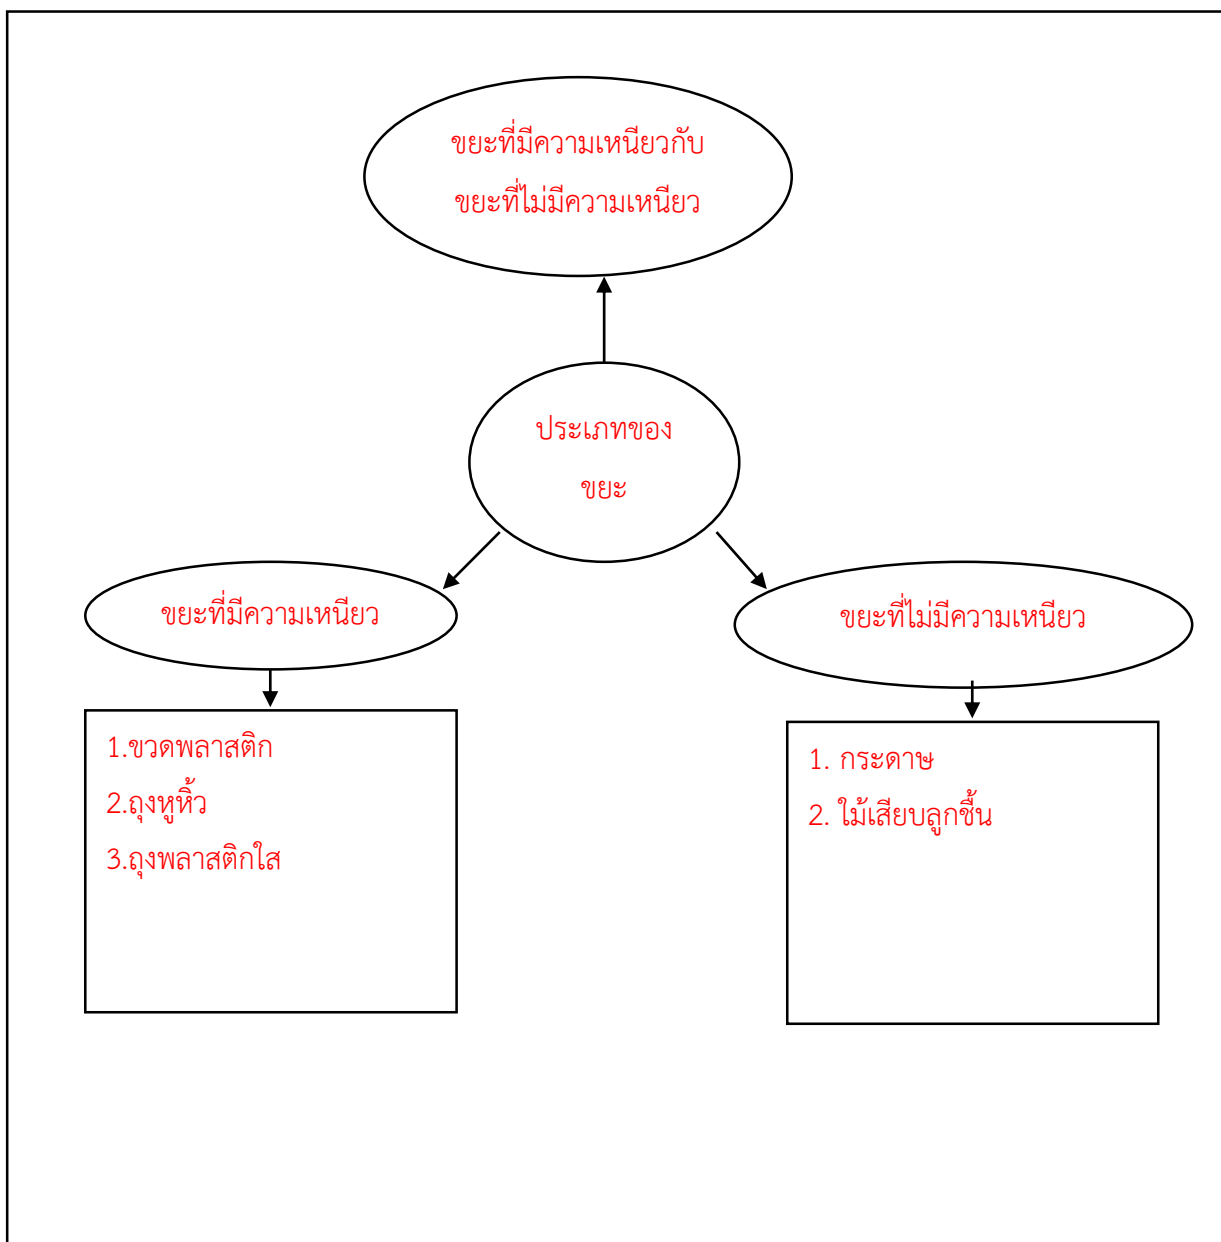 ขยะที่มีความเหนียวกับ
ขยะที่ไม่มีความเหนียว
ประเภทของ
ขยะ
ขยะที่มีความเหนียว
ขยะที่ไม่มีความเหนียว
1.ขวดพลาสติก
2.ถุงหูหิ้ว
3.ถุงพลาสติกใส
1. กระดาษ
2. ใม้เสียบลูกชื้น